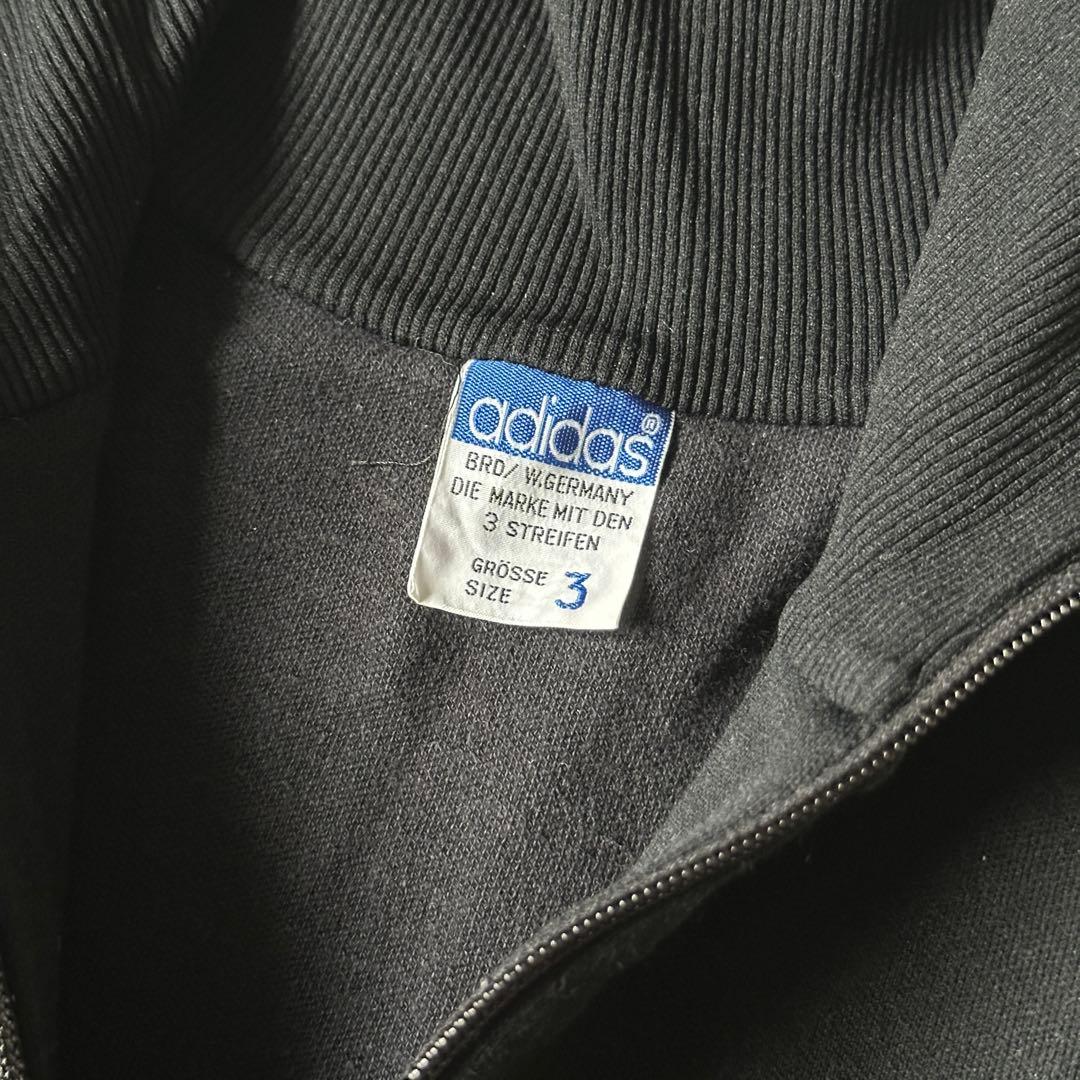 adidas®
BRD/ W.GERMANY
DIE MARKE MIT DEN
3 STREIFEN
GRÖSSE
SIZE 3